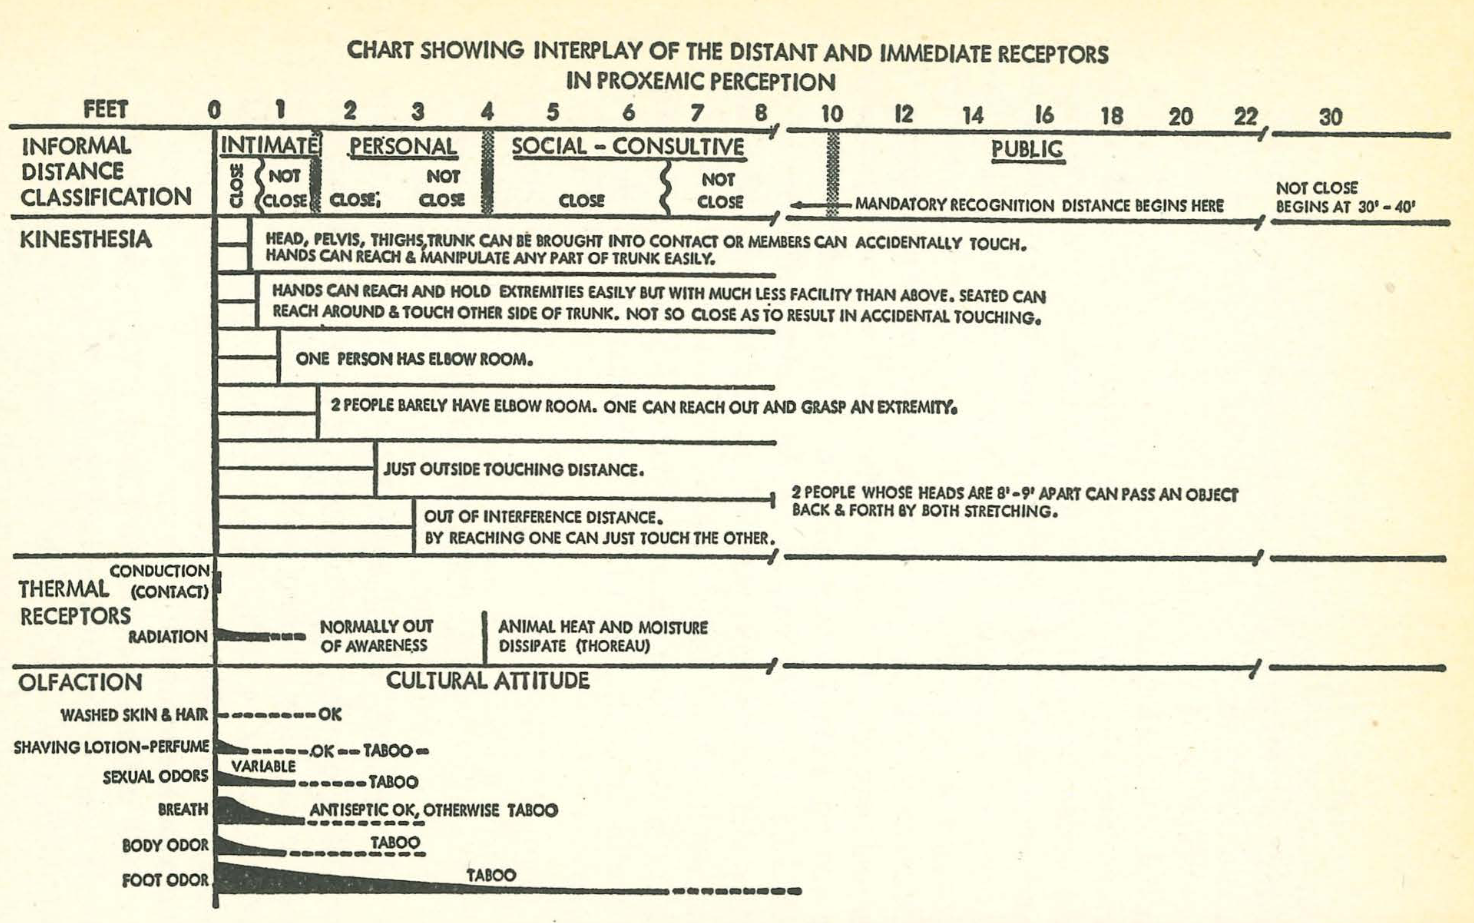 CHART SHOWING INTERPLAY OF THE DISTANT AND IMMEDIATE RECEPTORS
IN PROXEMIC PERCEPTION
FEET 0 1 2 3 4 5 6 7 8 10 12 14 16 18 20 22 30
INFORMAL
DISTANCE
CLASSIFICATION
INTIMATE PERSONAL SOCIAL - CONSULTIVE PUBLIC
CLOSE
NOT
CLOSE
CLOSE;
NOT
CLOSE
CLOSE
NOT
CLOSE
MANDATORY RECOGNITION DISTANCE BEGINS HERE
NOT CLOSE
BEGINS AT 30' - 40'
KINESTHESIA
HEAD, PELVIS, THIGHS, TRUNK CAN BE BROUGHT INTO CONTACT OR MEMBERS CAN ACCIDENTALLY TOUCH.
HANDS CAN REACH & MANIPULATE ANY PART OF TRUNK EASILY.
HANDS CAN REACH AND HOLD EXTREMITIES EASILY BUT WITH MUCH LESS FACILITY THAN ABOVE. SEATED CAN
REACH AROUND & TOUCH OTHER SIDE OF TRUNK. NOT SO CLOSE AS TO RESULT IN ACCIDENTAL TOUCHING.
ONE PERSON HAS ELBOW ROOM.
2 PEOPLE BARELY HAVE ELBOW ROOM. ONE CAN REACH OUT AND GRASP AN EXTREMITY.
JUST OUTSIDE TOUCHING DISTANCE.
OUT OF INTERFERENCE DISTANCE.
BY REACHING ONE CAN JUST TOUCH THE OTHER.
2 PEOPLE WHOSE HEADS ARE 8'-9' APART CAN PASS AN OBJECT
BACK & FORTH BY BOTH STRETCHING.
THERMAL
RECEPTORS
CONDUCTION
(CONTACT)
RADIATION
NORMALLY OUT
OF AWARENESS
ANIMAL HEAT AND MOISTURE
DISSIPATE (THOREAU)
OLFACTION CULTURAL ATTITUDE
WASHED SKIN & HAIR OK
SHAVING LOTION-PERFUME OK TABOO
SEXUAL ODORS VARIABLE TABOO
BREATH ANTISEPTIC OK, OTHERWISE TABOO
BODY ODOR TABOO
FOOT ODOR TABOO